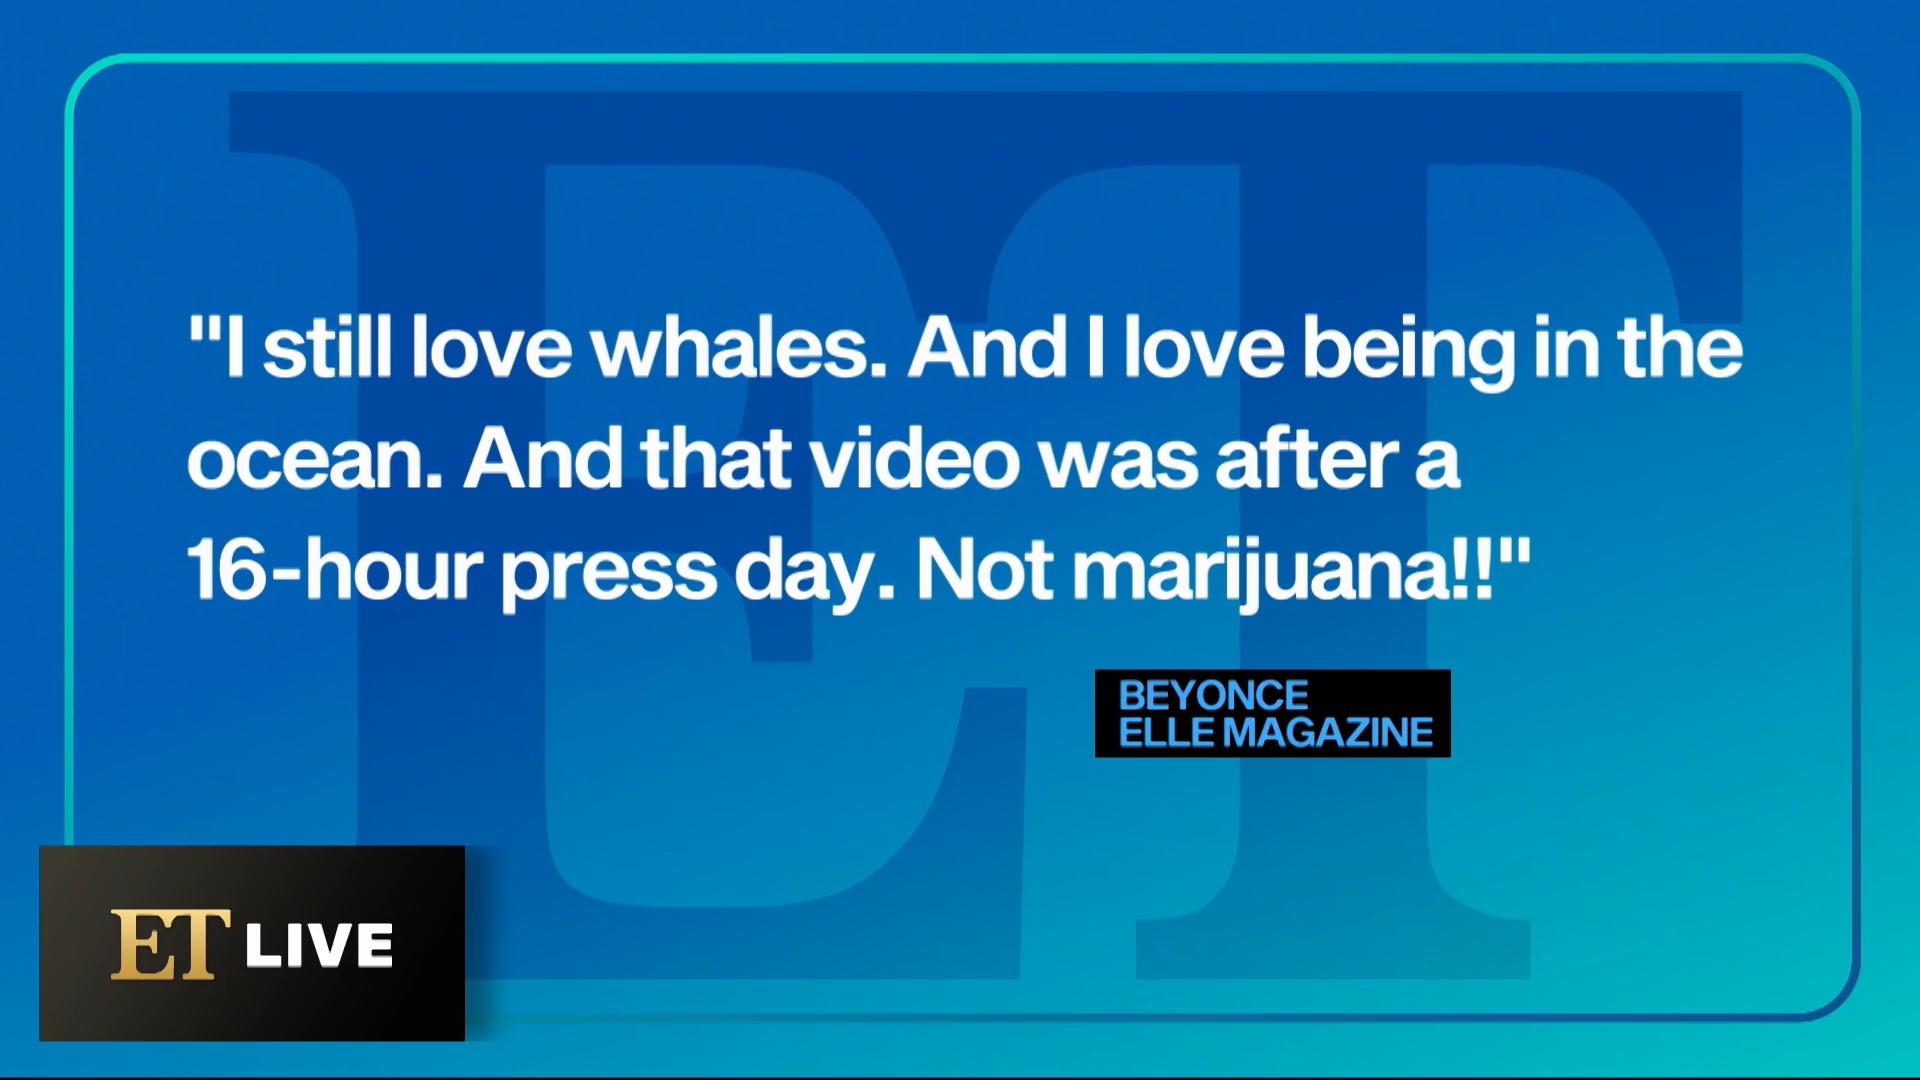 "I still love whales. And I love being in the
ocean. And that video was after a
16-hour press day. Not marijuana!!"
BEYONCE
ELLE MAGAZINE
ET LIVE